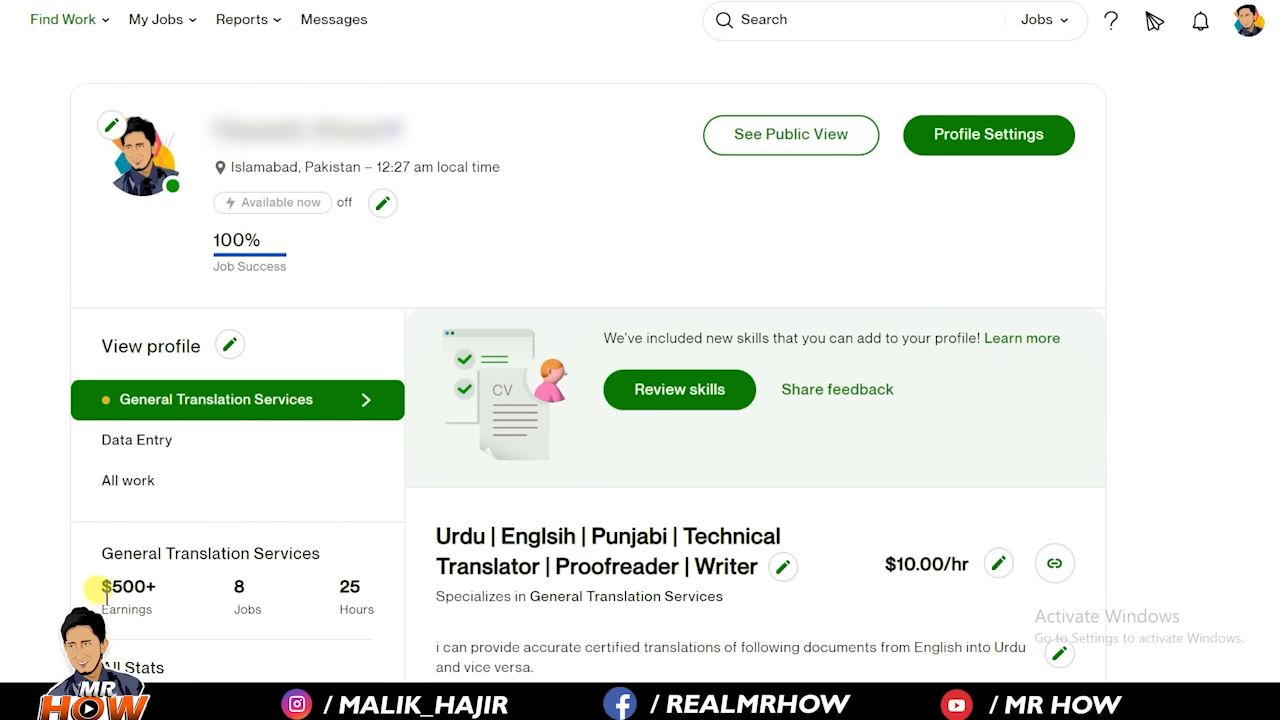 Find Work My Jobs Reports Messages Search Jobs
See Public View Profile Settings
Islamabad, Pakistan – 12:27 am local time
Available now off
100%
Job Success
View profile
General Translation Services
Data Entry
All work
General Translation Services
$500+ 8 25
Earnings Jobs Hours
All Stats
We've included new skills that you can add to your profile! Learn more
CV
Review skills Share feedback
Urdu | Englsih | Punjabi | Technical
Translator | Proofreader | Writer
$10.00/hr
Specializes in General Translation Services
i can provide accurate certified translations of following documents from English into Urdu
and vice versa.
Activate Windows
Go to Settings to activate Windows.
MR
HOW
/ MALIK_HAJIR / REALMRHOW / MR HOW